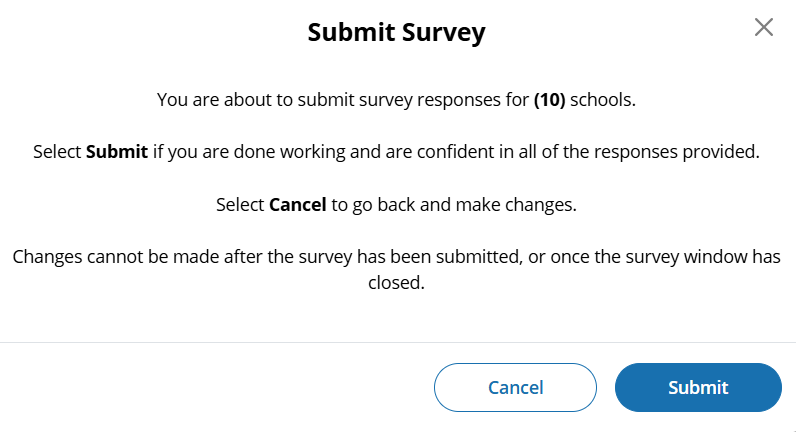 Submit Survey
You are about to submit survey responses for (10) schools.
Select Submit if you are done working and are confident in all of the responses provided.
Select Cancel to go back and make changes.
Changes cannot be made after the survey has been submitted, or once the survey window has
closed.
Cancel
Submit